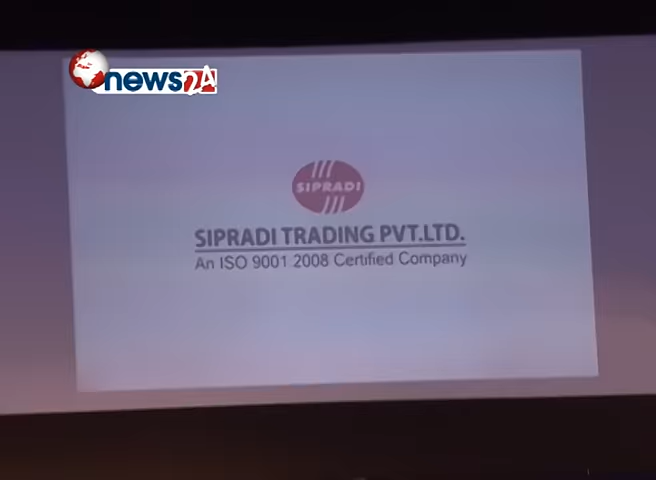 news24
SIPRADI
SIPRADI TRADING PVT.LTD.
An ISO 9001 2008 Certified Company